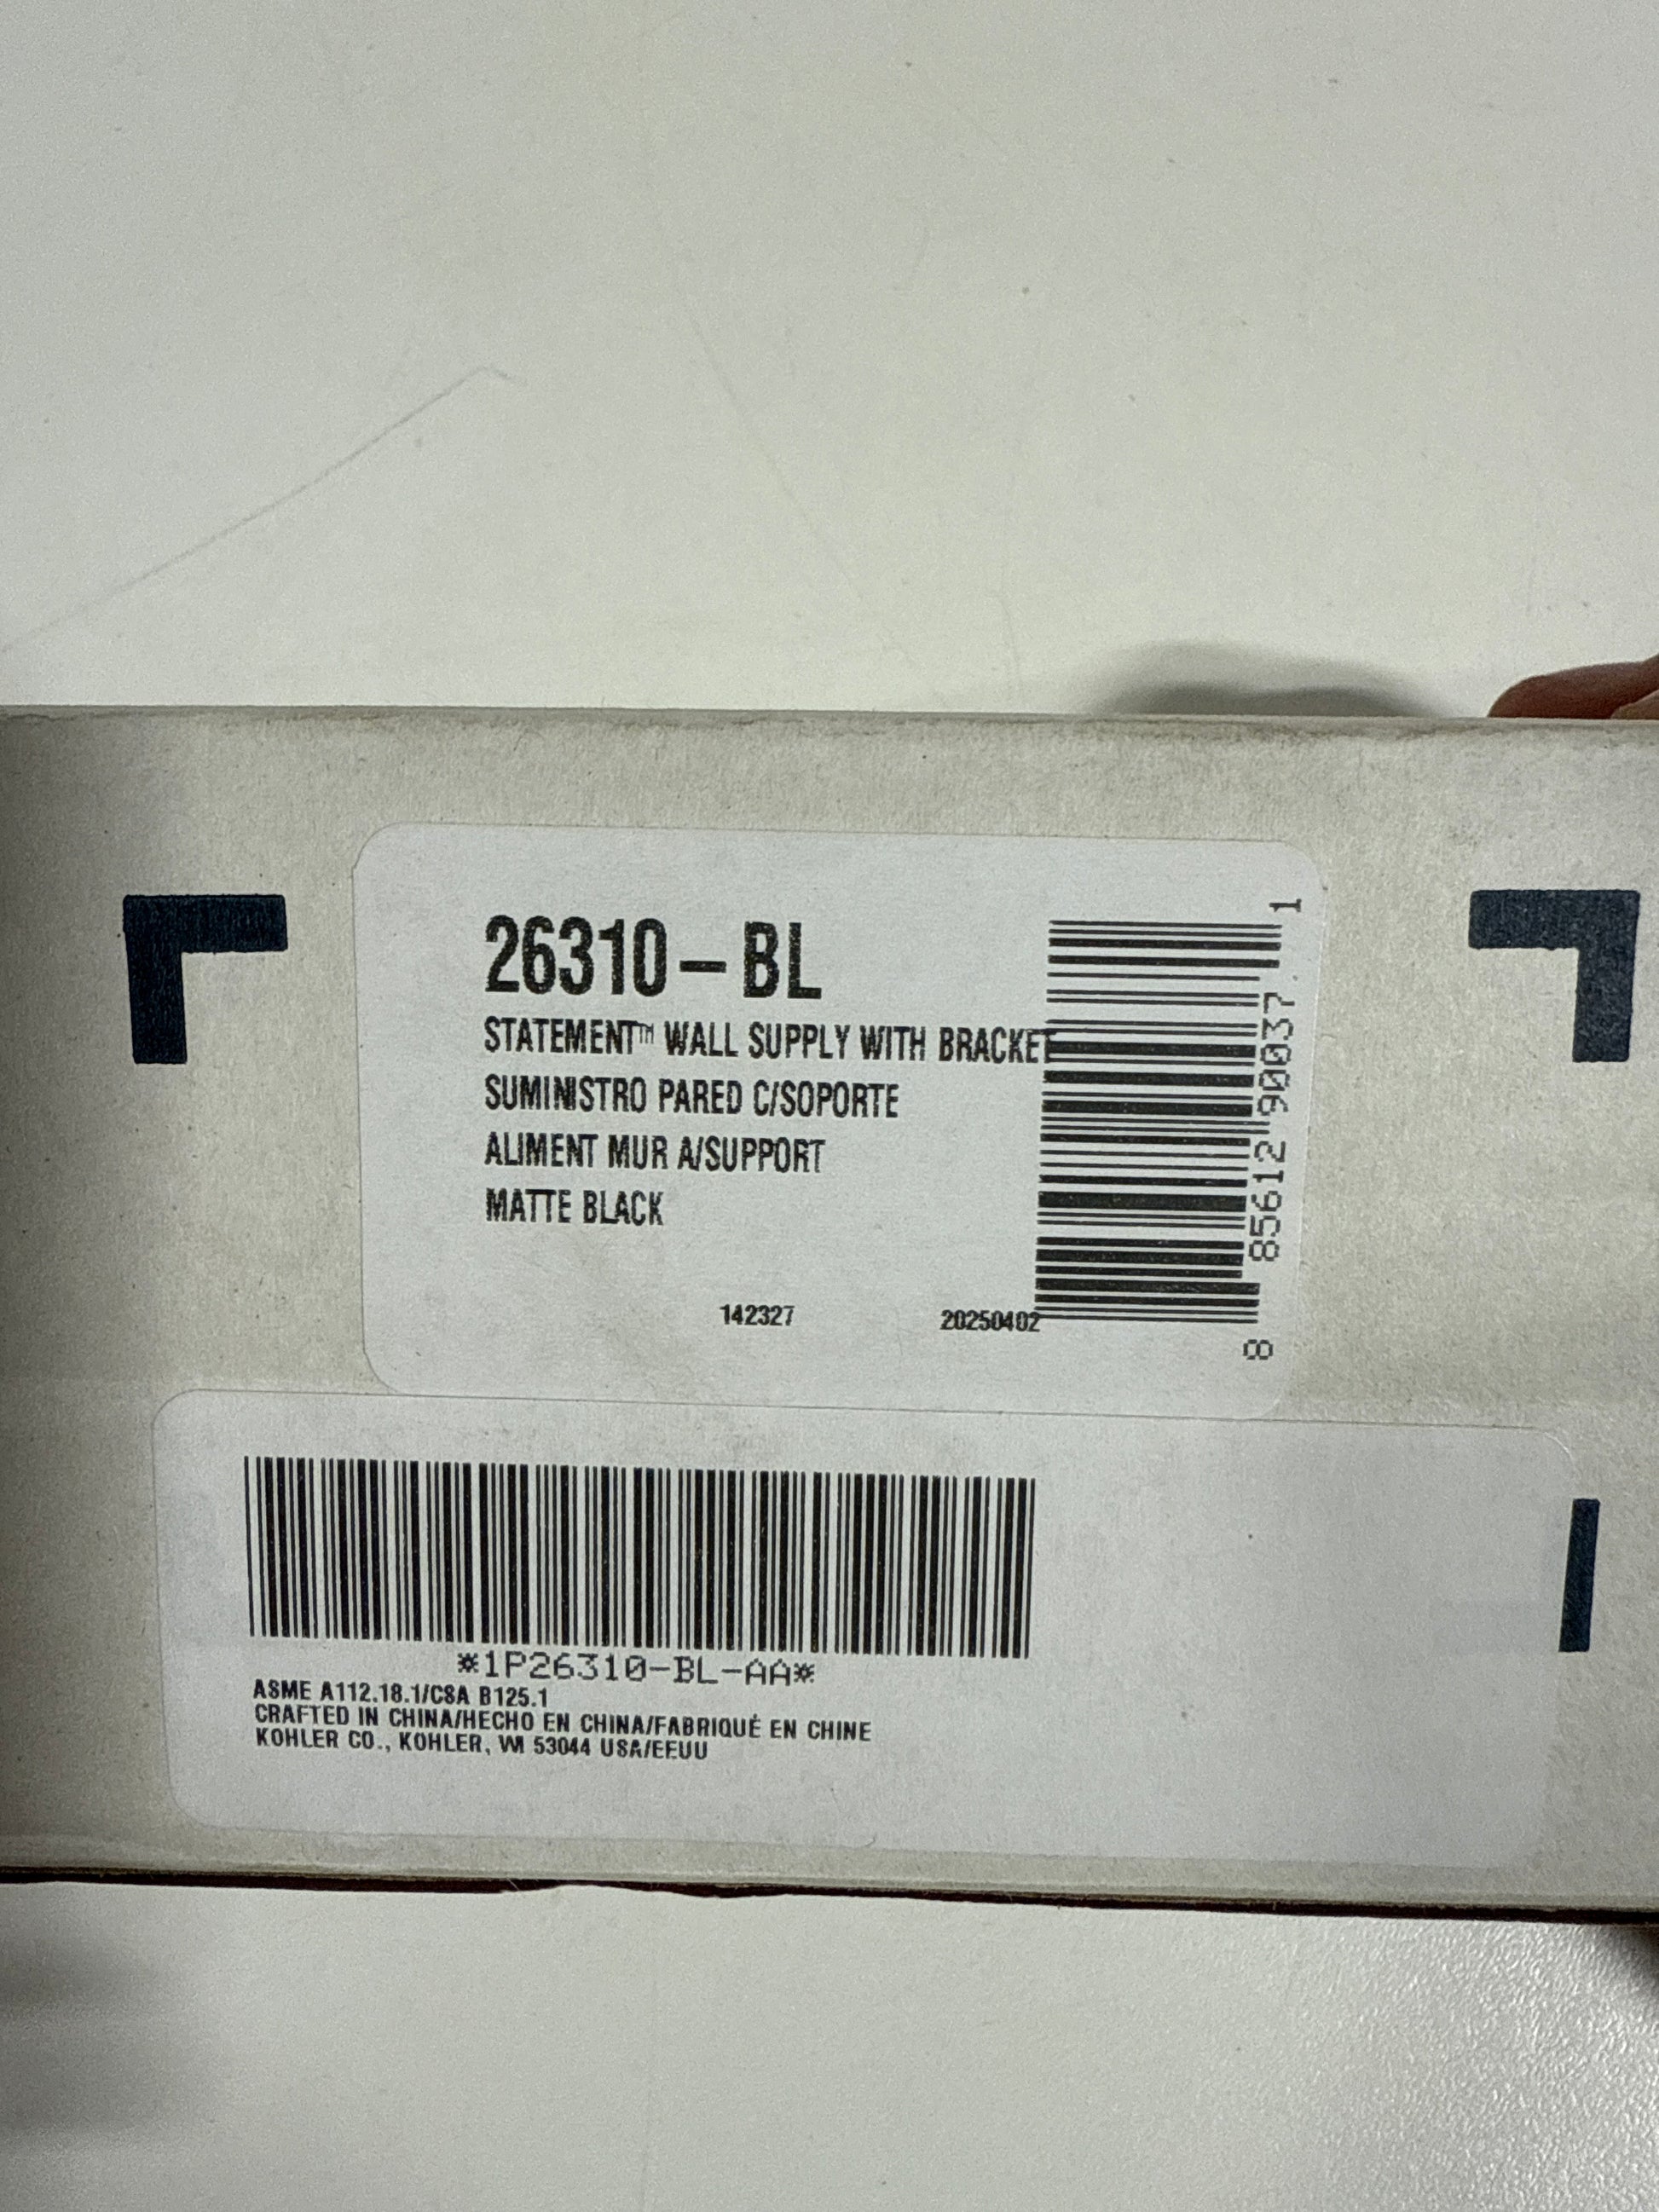 26310-BL
STATEMENT™ WALL SUPPLY WITH BRACKET
SUMINISTRO PARED C/SOPORTE
ALIMENT MUR A/SUPPORT
MATTE BLACK
142327 20250402
8 85612 90037 1
*1P26310-BL-AA*
ASME A112.18.1/CSA B125.1
CRAFTED IN CHINA/HECHO EN CHINA/FABRIQUÉ EN CHINE
KOHLER CO., KOHLER, WI 53044 USA/EEUU